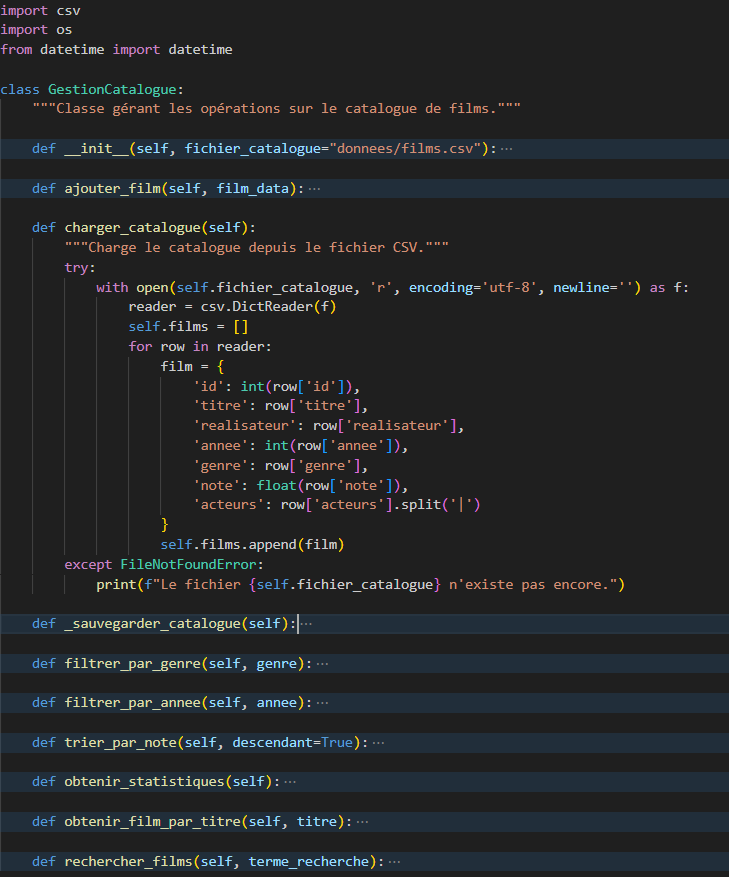 import csv
import os
from datetime import datetime

class GestionCatalogue:
    """Classe gérant les opérations sur le catalogue de films."""

    def __init__(self, fichier_catalogue="donnees/films.csv"):···

    def ajouter_film(self, film_data):···

    def charger_catalogue(self):
        """Charge le catalogue depuis le fichier CSV."""
        try:
            with open(self.fichier_catalogue, 'r', encoding='utf-8', newline='') as f:
                reader = csv.DictReader(f)
                self.films = []
                for row in reader:
                    film = {
                        'id': int(row['id']),
                        'titre': row['titre'],
                        'realisateur': row['realisateur'],
                        'annee': int(row['annee']),
                        'genre': row['genre'],
                        'note': float(row['note']),
                        'acteurs': row['acteurs'].split('|')
                    }
                    self.films.append(film)
        except FileNotFoundError:
            print(f"Le fichier {self.fichier_catalogue} n'existe pas encore.")

    def _sauvegarder_catalogue(self):···

    def filtrer_par_genre(self, genre):···

    def filtrer_par_annee(self, annee):···

    def trier_par_note(self, descendant=True):···

    def obtenir_statistiques(self):···

    def obtenir_film_par_titre(self, titre):···

    def rechercher_films(self, terme_recherche):···